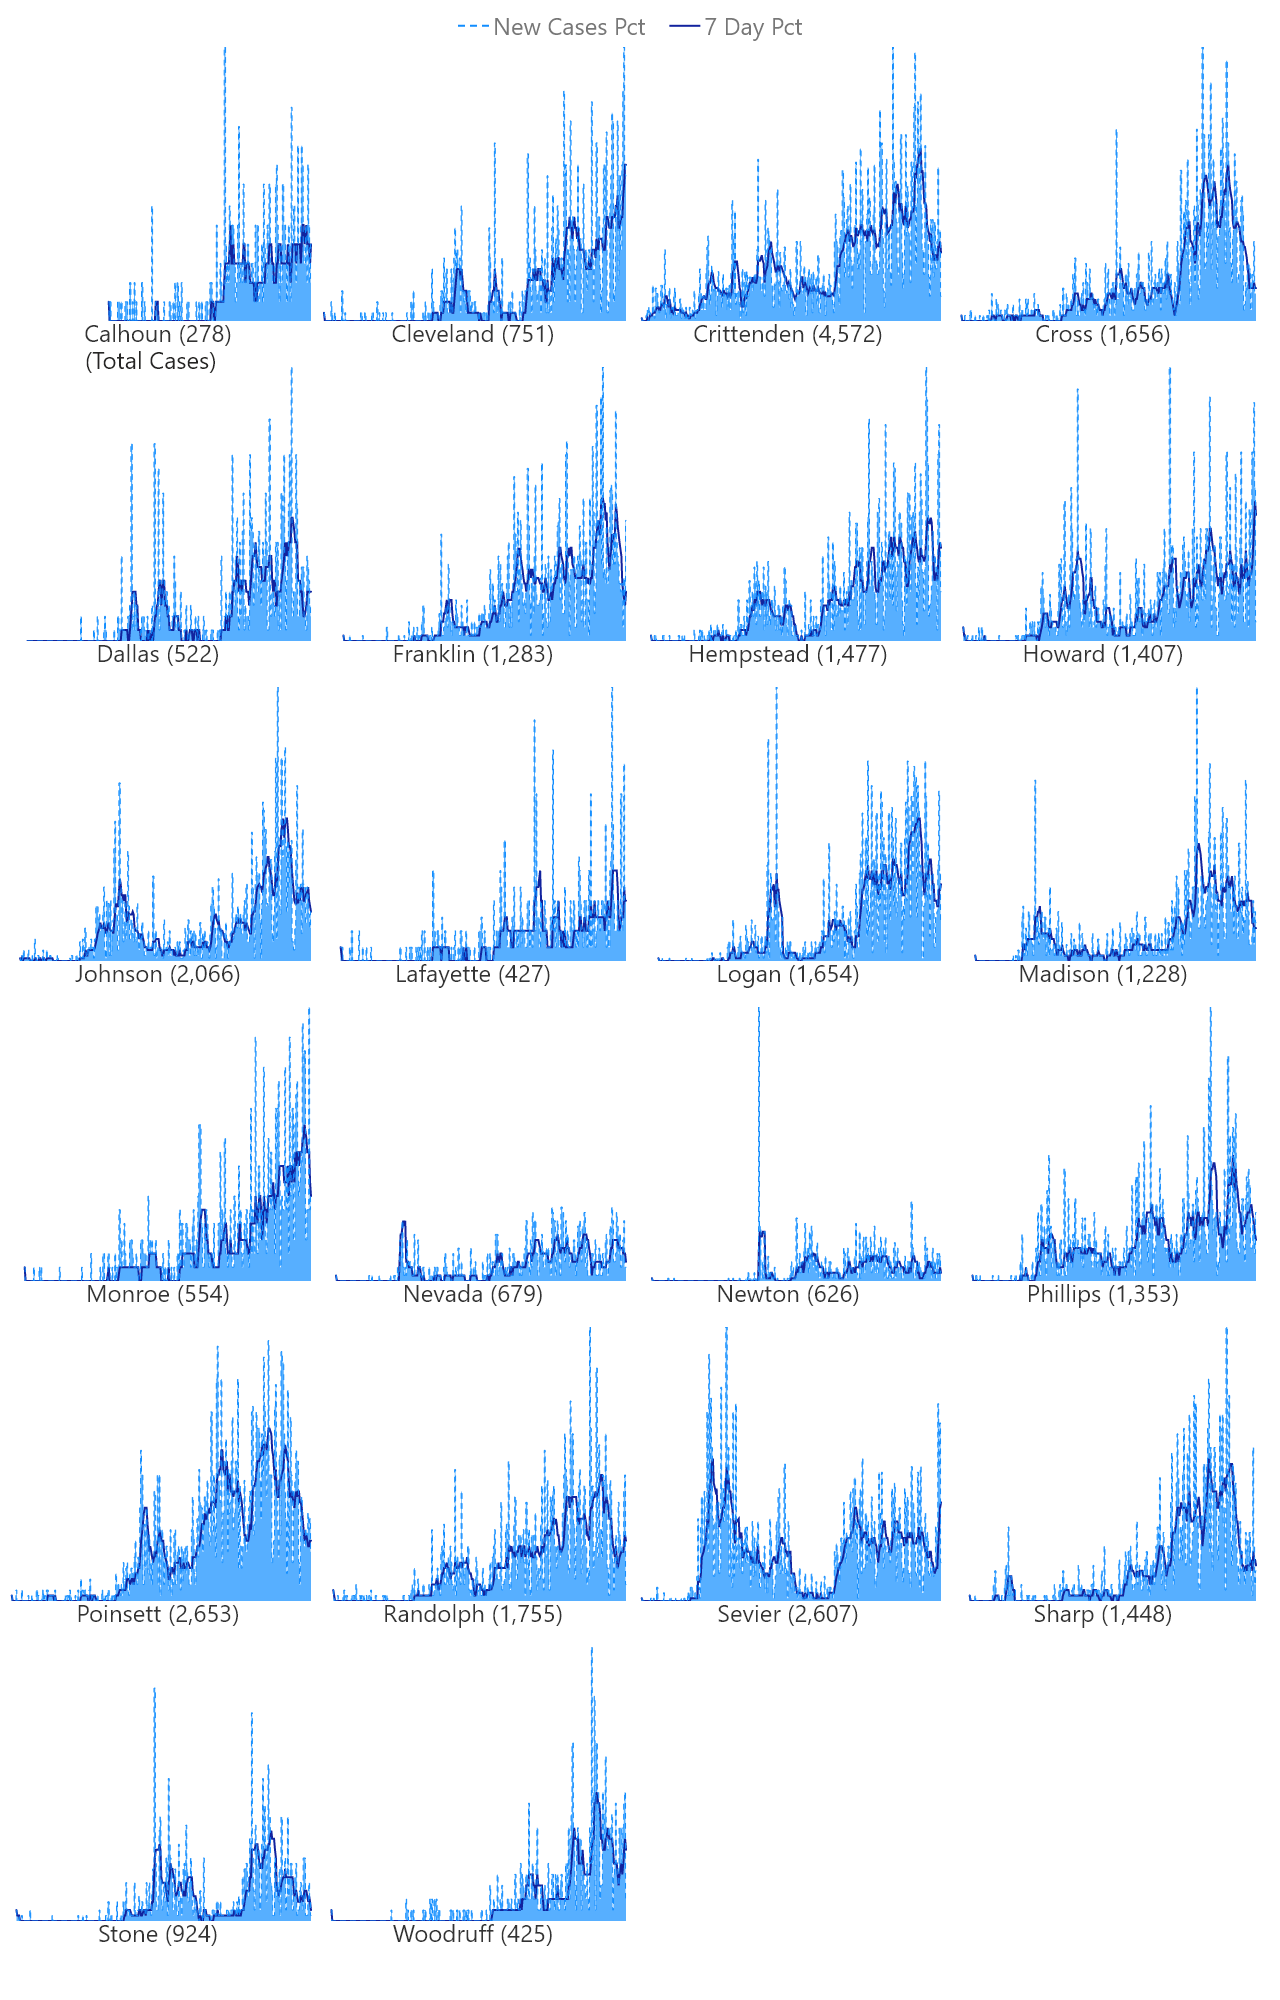 New Cases Pct 7 Day Pct
Calhoun (278) Cleveland (751) Crittenden (4,572) Cross (1,656)
(Total Cases)
Dallas (522) Franklin (1,283) Hempstead (1,477) Howard (1,407)
Johnson (2,066) Lafayette (427) Logan (1,654) Madison (1,228)
Monroe (554) Nevada (679) Newton (626) Phillips (1,353)
Poinsett (2,653) Randolph (1,755) Sevier (2,607) Sharp (1,448)
Stone (924) Woodruff (425)